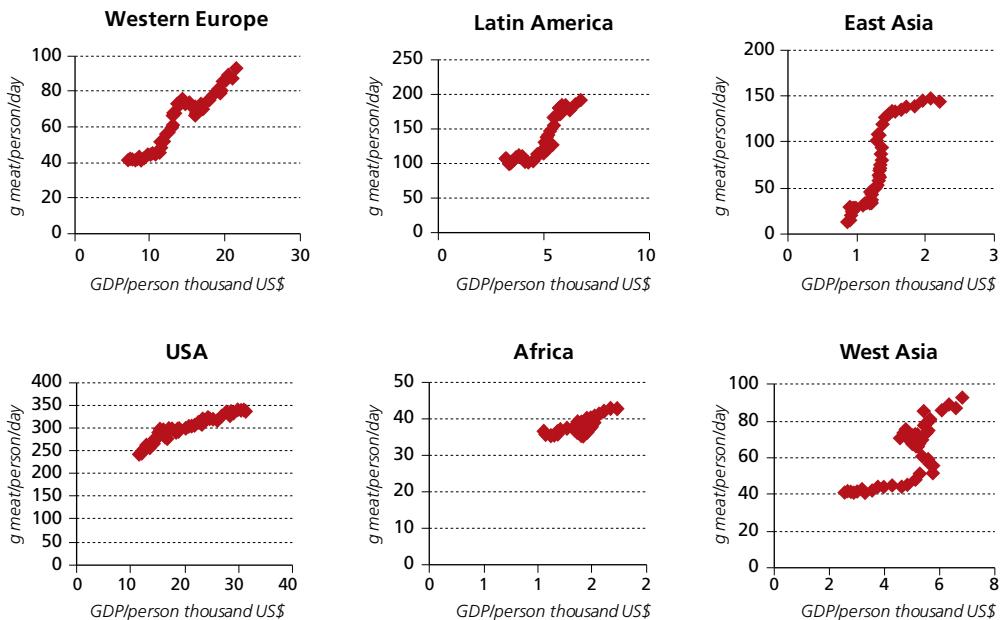 Western Europe
g meat/person/day
100
80
60
40
20
0
0 10 20 30
GDP/person thousand US$
Latin America
g meat/person/day
250
200
150
100
50
0
0 5 10
GDP/person thousand US$
East Asia
g meat/person/day
200
150
100
50
0
0 1 2 3
GDP/person thousand US$
USA
g meat/person/day
400
350
300
250
200
150
100
50
0
0 10 20 30 40
GDP/person thousand US$
Africa
g meat/person/day
50
40
30
20
10
0
0 1 1 2 2
GDP/person thousand US$
West Asia
g meat/person/day
100
80
60
40
20
0
0 2 4 6 8
GDP/person thousand US$